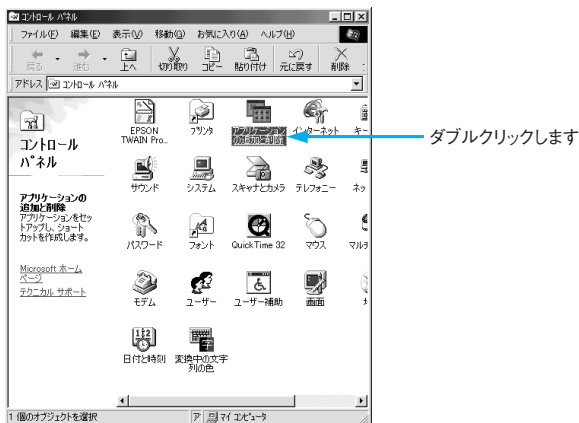 コントロール パネル
ファイル(F) 編集(E) 表示(V) 移動(G) お気に入り(A) ヘルプ(H)
戻る 進む 上へ 切り取り コピー 貼り付け 元に戻す 削除
アドレス コントロール パネル
コントロール
パネル
アプリケーションの
追加と削除
アプリケーションをセッ
トアップし、ショート
カットを作成します。
Microsoft ホーム
ページ
テクニカル サポート
EPSON
TWAIN Pro..
プリンタ
アプリケーション
の追加と削除
インターネット
キー
サウンド
システム
スキャナとカメラ
テレフォニー
ネッ
パスワード
フォント
QuickTime 32
マウス
マルチ
モデム
ユーザー
ユーザー補助
画面
日付と時刻
変換中の文字
列の色
ダブルクリックします
1 個のオブジェクトを選択
ア
マイ コンピュータ